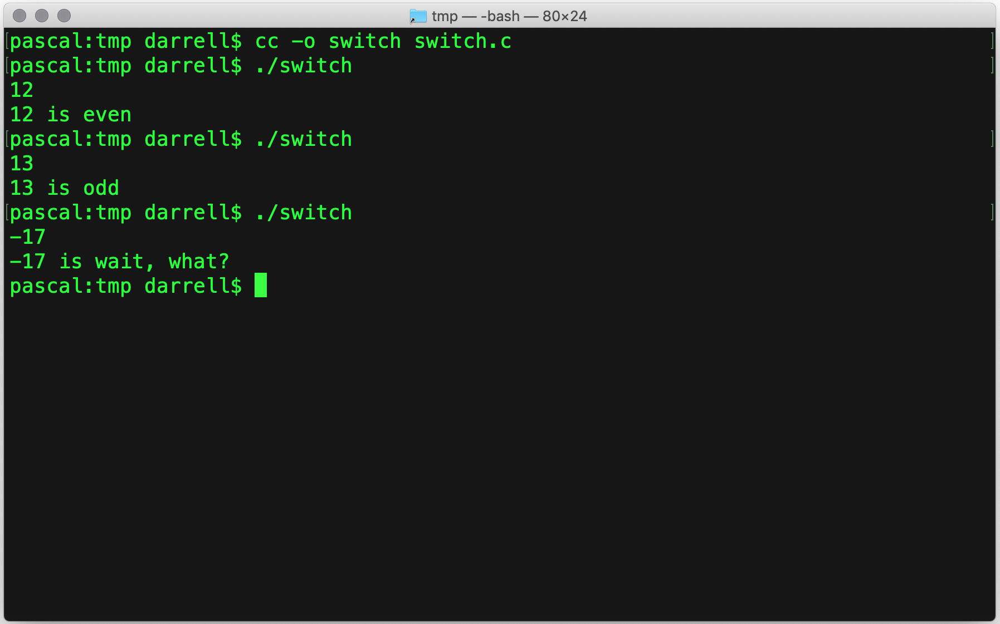 tmp — -bash — 80×24
[pascal:tmp darrell$ cc -o switch switch.c ]
[pascal:tmp darrell$ ./switch ]
12
12 is even
[pascal:tmp darrell$ ./switch ]
13
13 is odd
[pascal:tmp darrell$ ./switch ]
-17
-17 is wait, what?
pascal:tmp darrell$